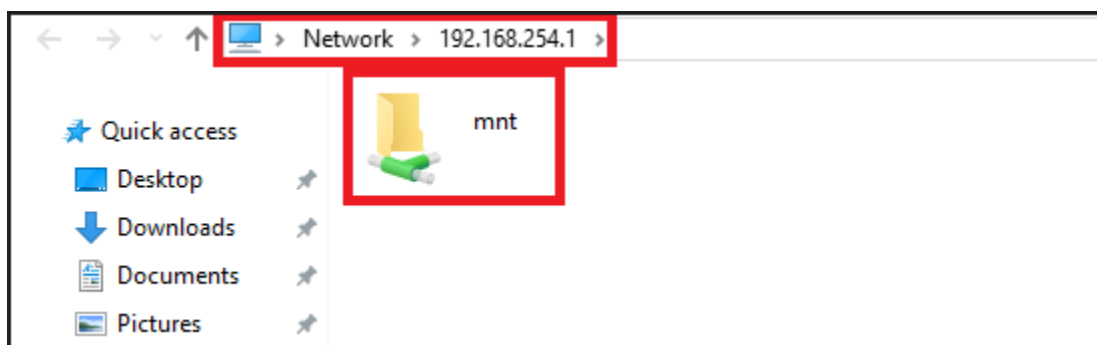 Network > 192.168.254.1 >
mnt
Quick access
Desktop
Downloads
Documents
Pictures